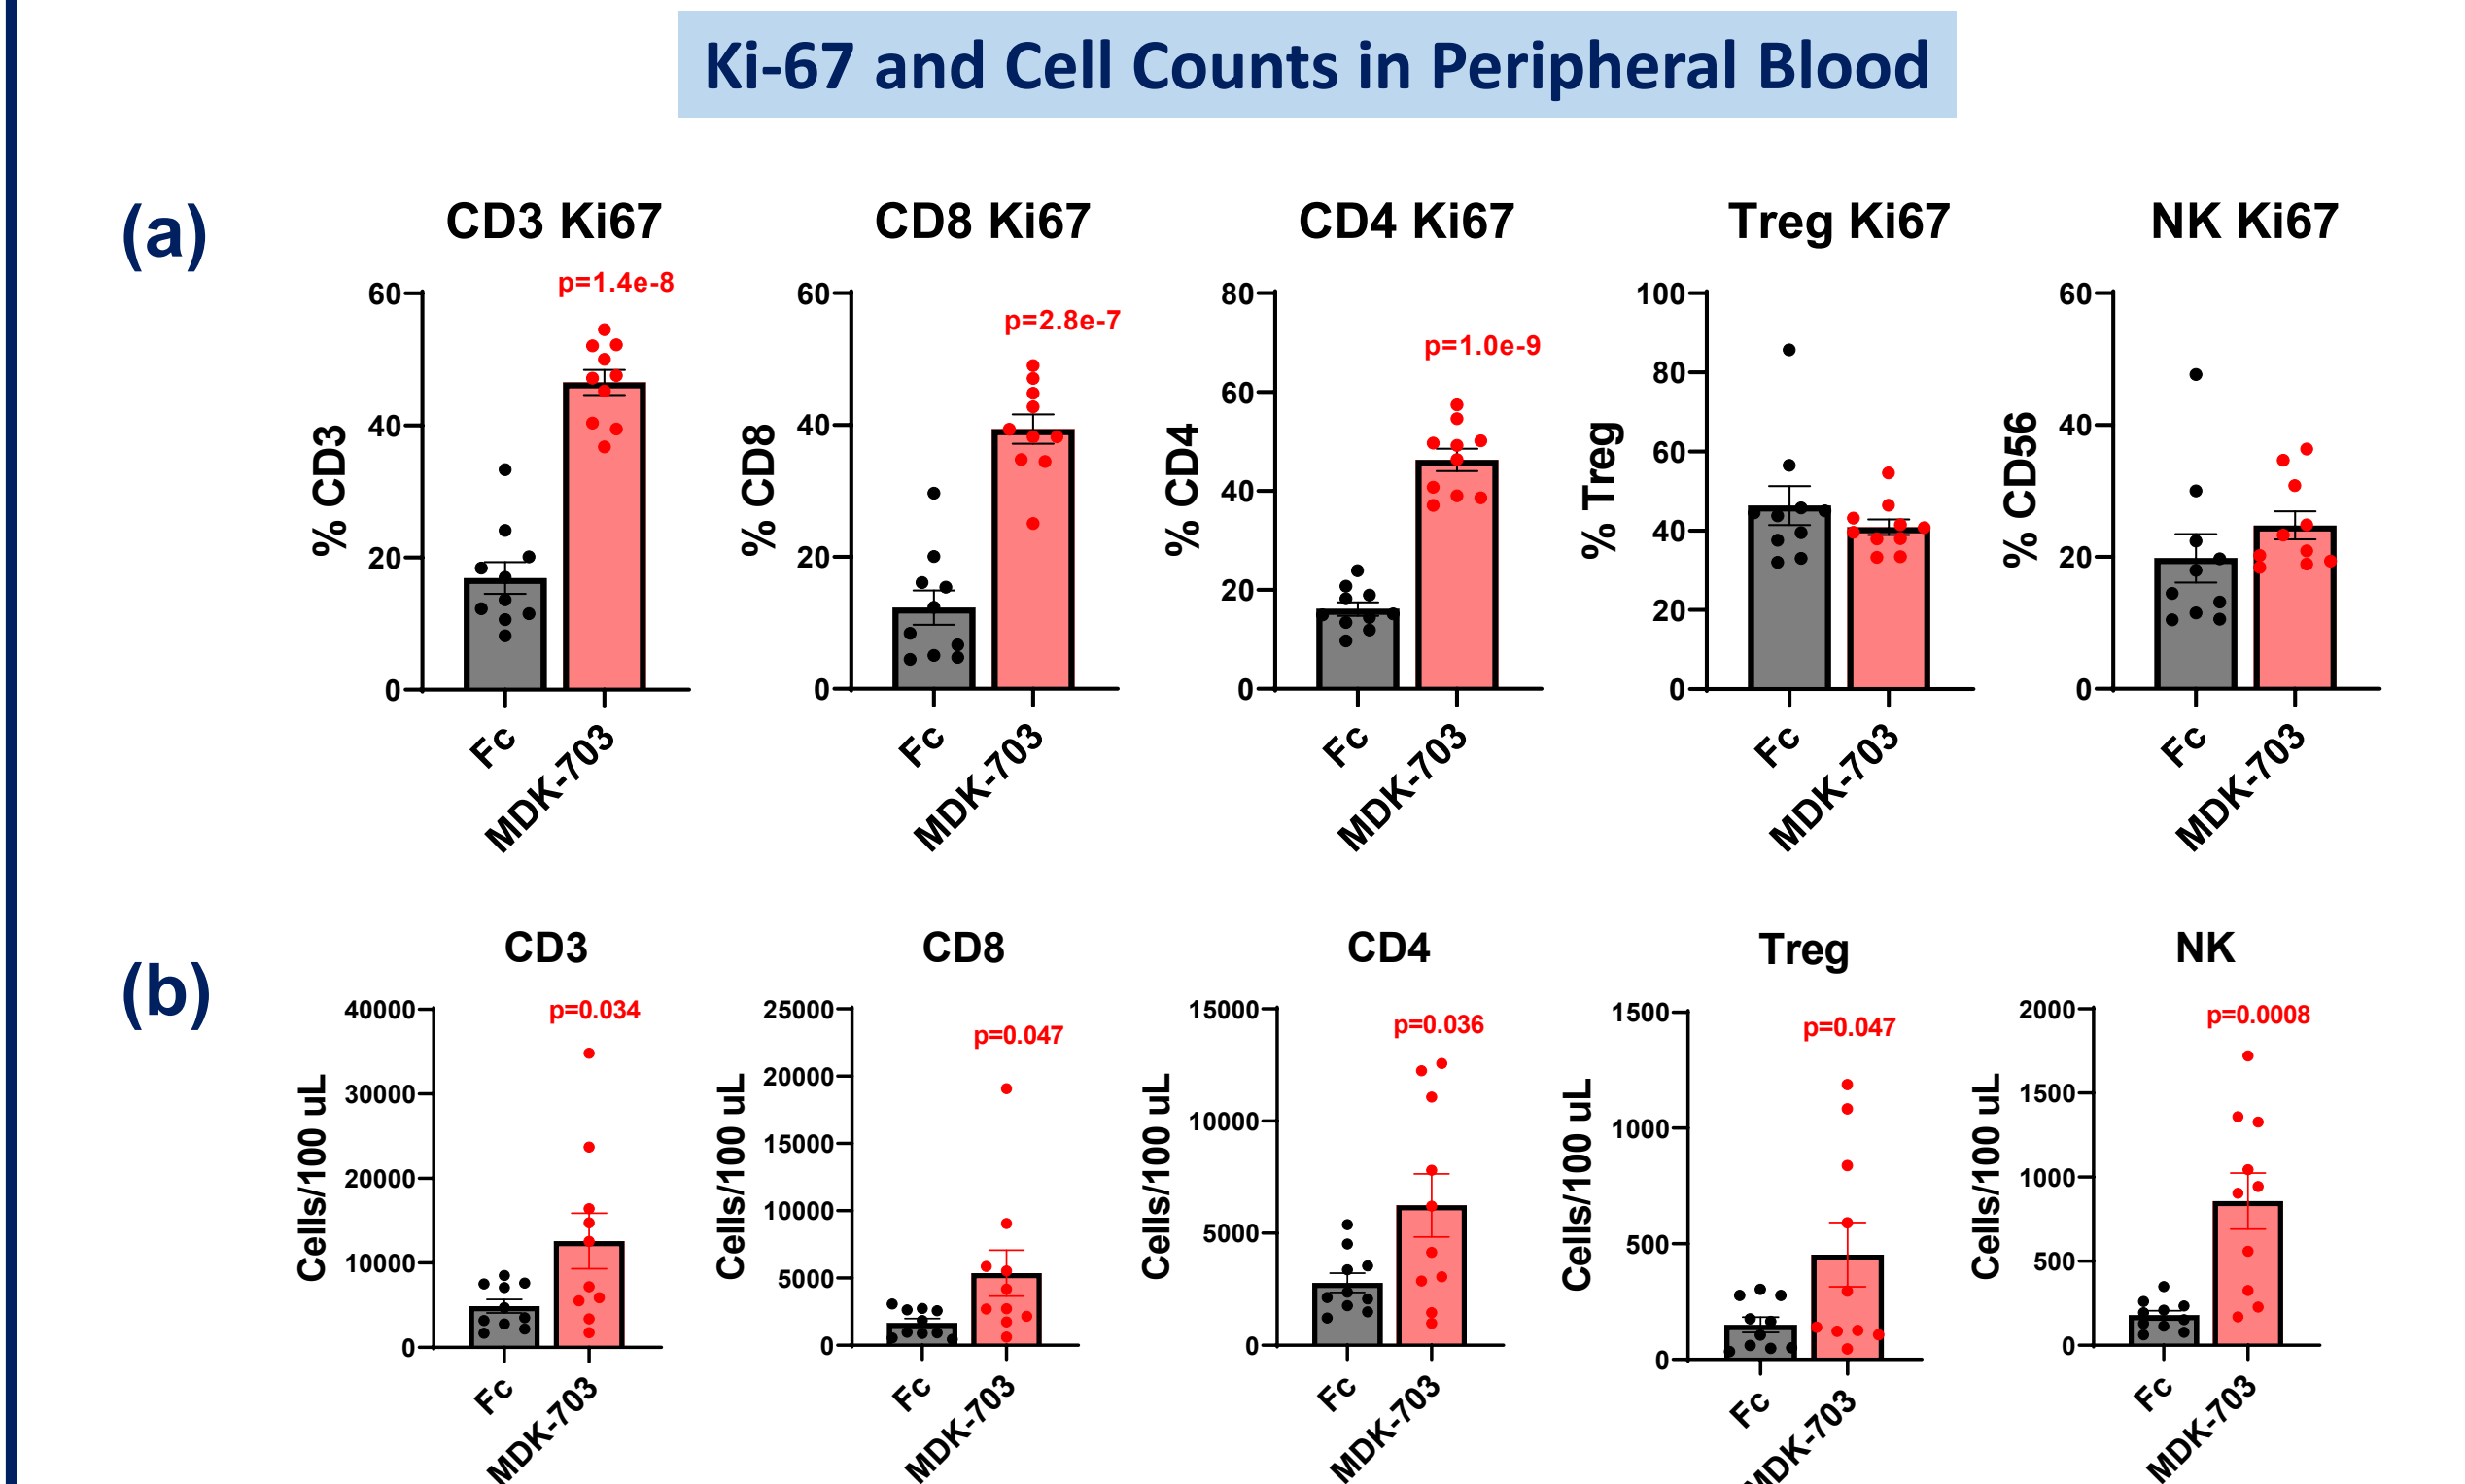 Ki-67 and Cell Counts in Peripheral Blood
(a)
CD3 Ki67
p=1.4e-8
% CD3
60
40
20
0
Fc
MDK-703
CD8 Ki67
p=2.8e-7
% CD8
60
40
20
0
Fc
MDK-703
CD4 Ki67
p=1.0e-9
% CD4
80
60
40
20
0
Fc
MDK-703
Treg Ki67
% Treg
100
80
60
40
20
0
Fc
MDK-703
NK Ki67
% CD56
60
40
20
0
Fc
MDK-703
(b)
CD3
p=0.034
Cells/100 uL
40000
30000
20000
10000
0
Fc
MDK-703
CD8
p=0.047
Cells/100 uL
25000
20000
15000
10000
5000
0
Fc
MDK-703
CD4
p=0.036
Cells/100 uL
15000
10000
5000
0
Fc
MDK-703
Treg
p=0.047
Cells/100 uL
1500
1000
500
0
Fc
MDK-703
NK
p=0.0008
Cells/100 uL
2000
1500
1000
500
0
Fc
MDK-703